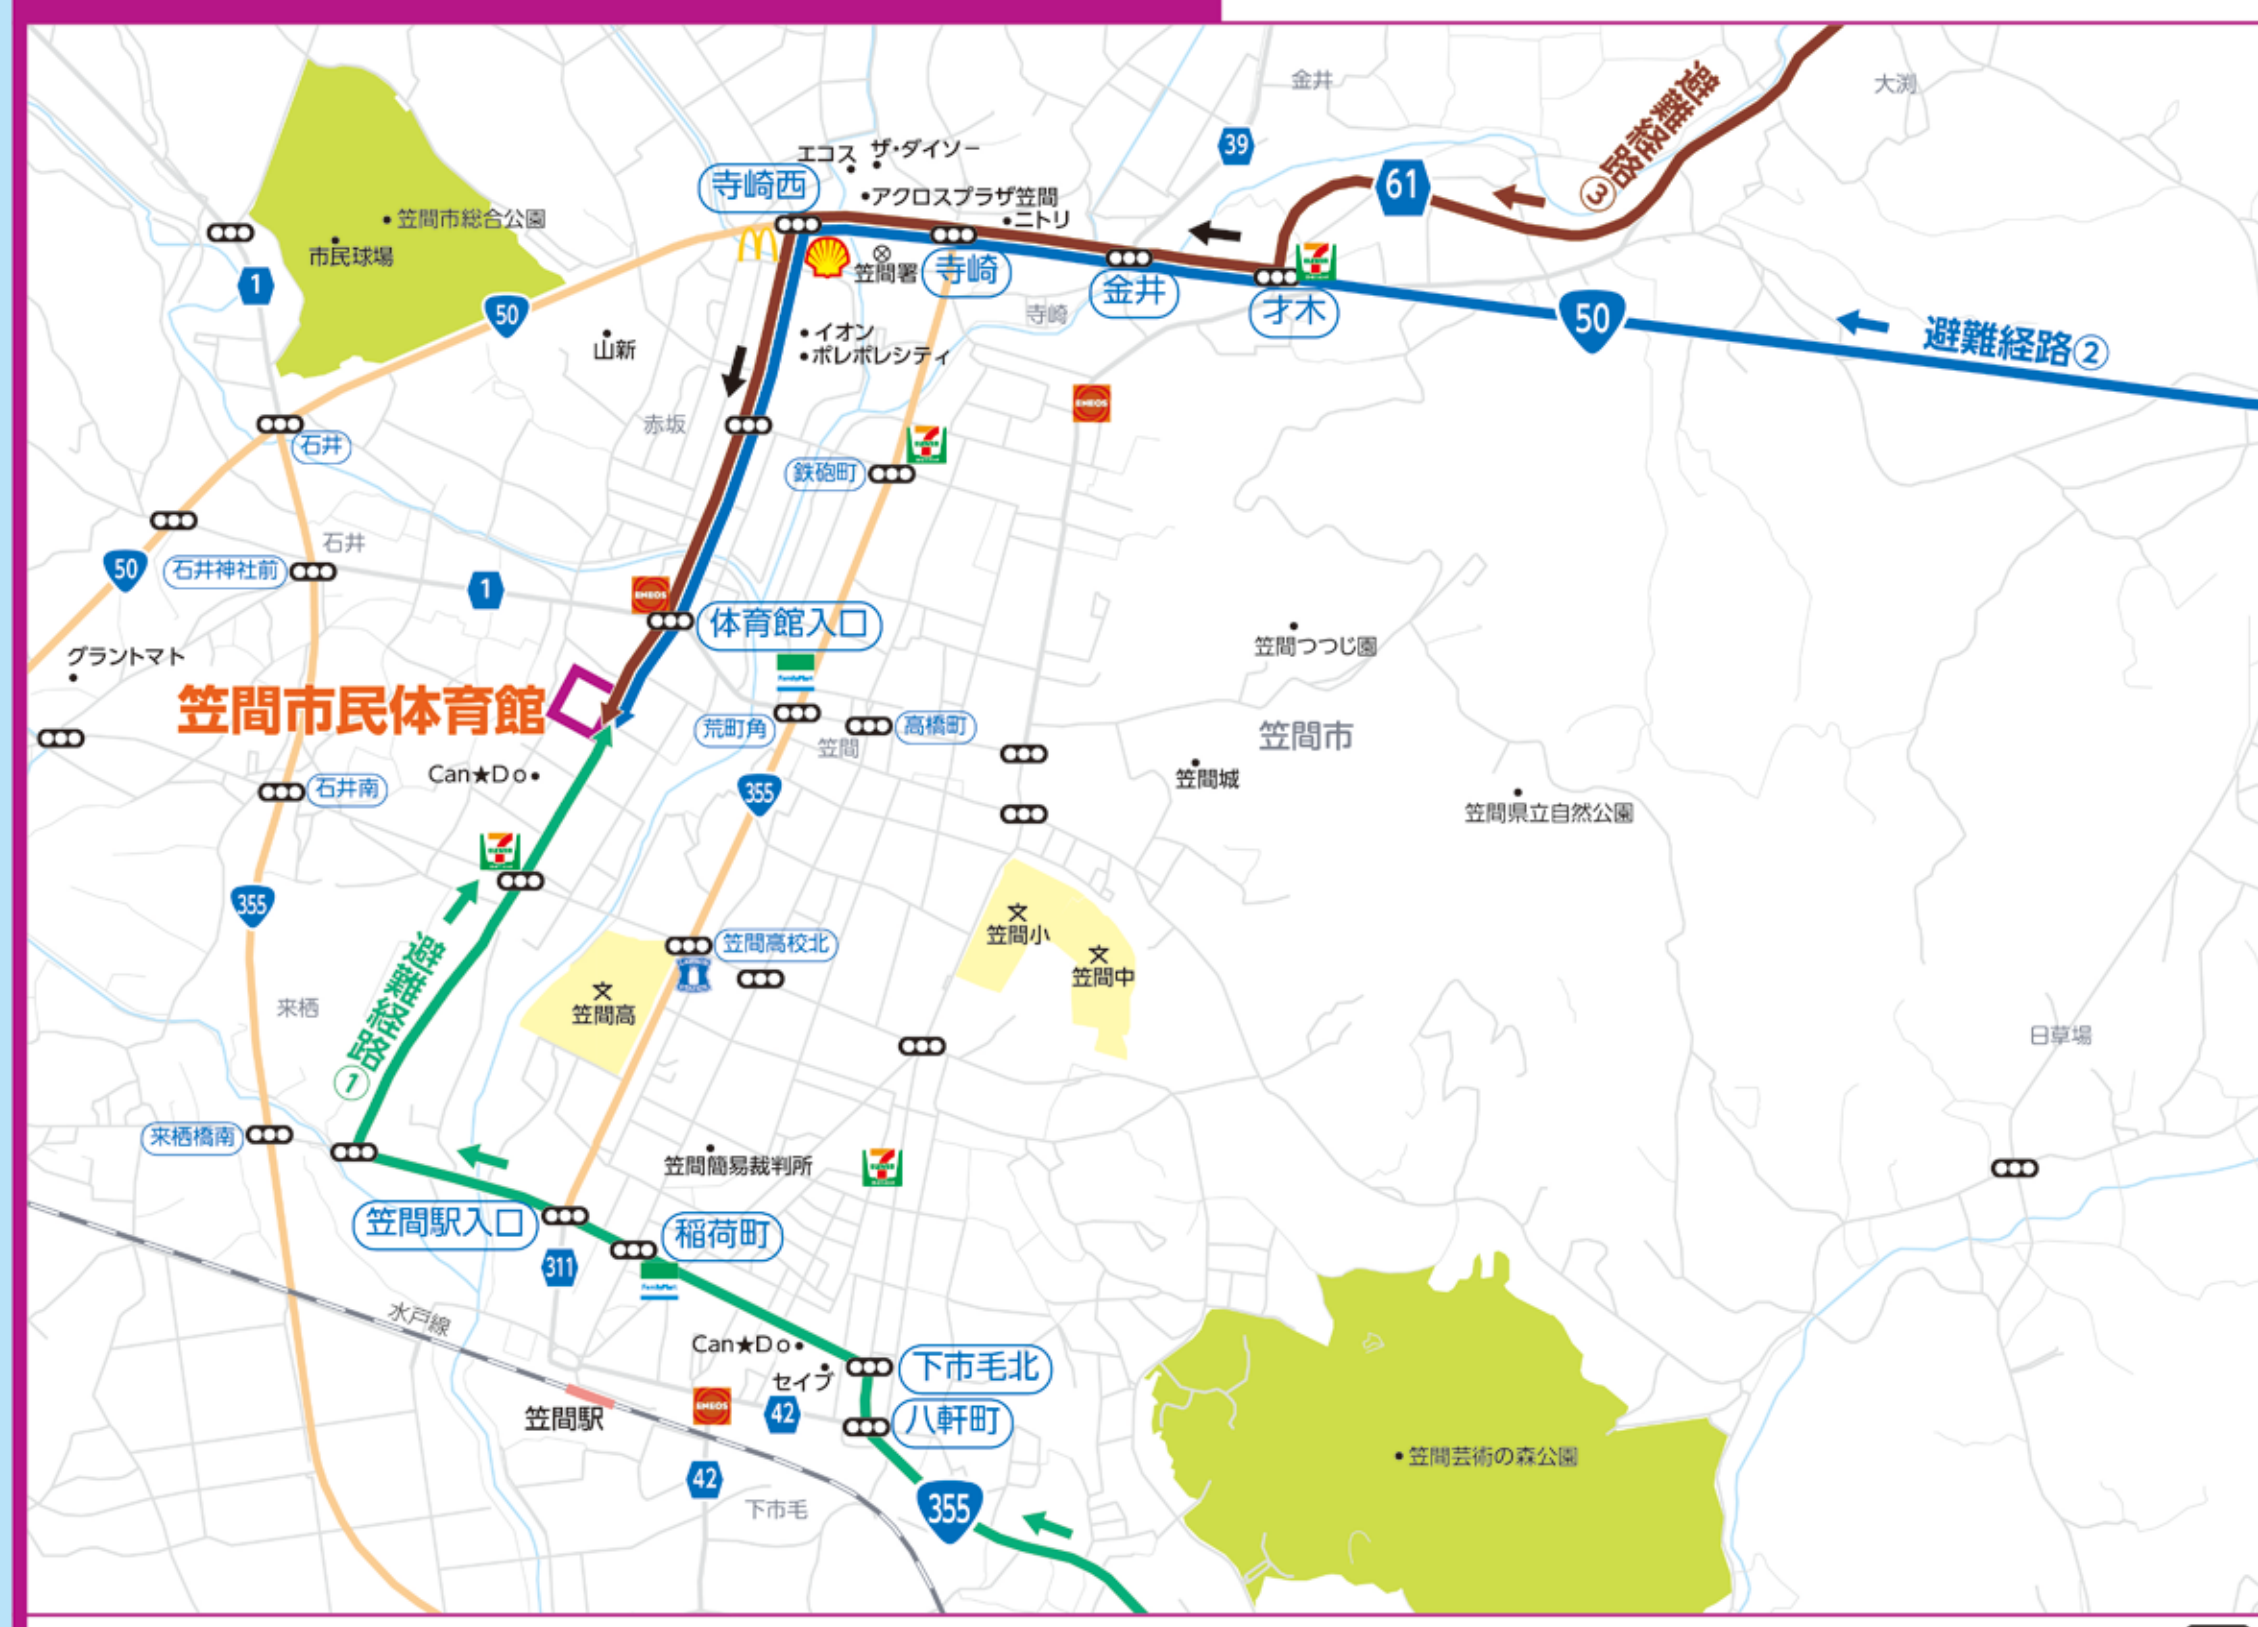 金井
大渕
避難経路③
39
61
エコス
ザ・ダイソー
寺崎西
アクロスプラザ笠間
ニトリ
笠間市総合公園
市民球場
笠間署
寺崎
金井
才木
1
50
50
寺崎
避難経路②
山新
イオン
ポレポレシティ
ENEOS
赤坂
石井
鉄砲町
石井
50
石井神社前
1
ENEOS
体育館入口
笠間つつじ園
グラントマト
FamilyMart
笠間市民体育館
荒町角
高橋町
笠間
笠間市
Can★Do
笠間城
石井南
355
笠間県立自然公園
355
笠間小
笠間高校北
笠間中
避難経路①
来栖
笠間高
日草場
来栖橋南
笠間簡易裁判所
笠間駅入口
稲荷町
311
FamilyMart
水戸線
Can★Do
下市毛北
セイブ
笠間駅
ENEOS
42
八軒町
笠間芸術の森公園
42
下市毛
355